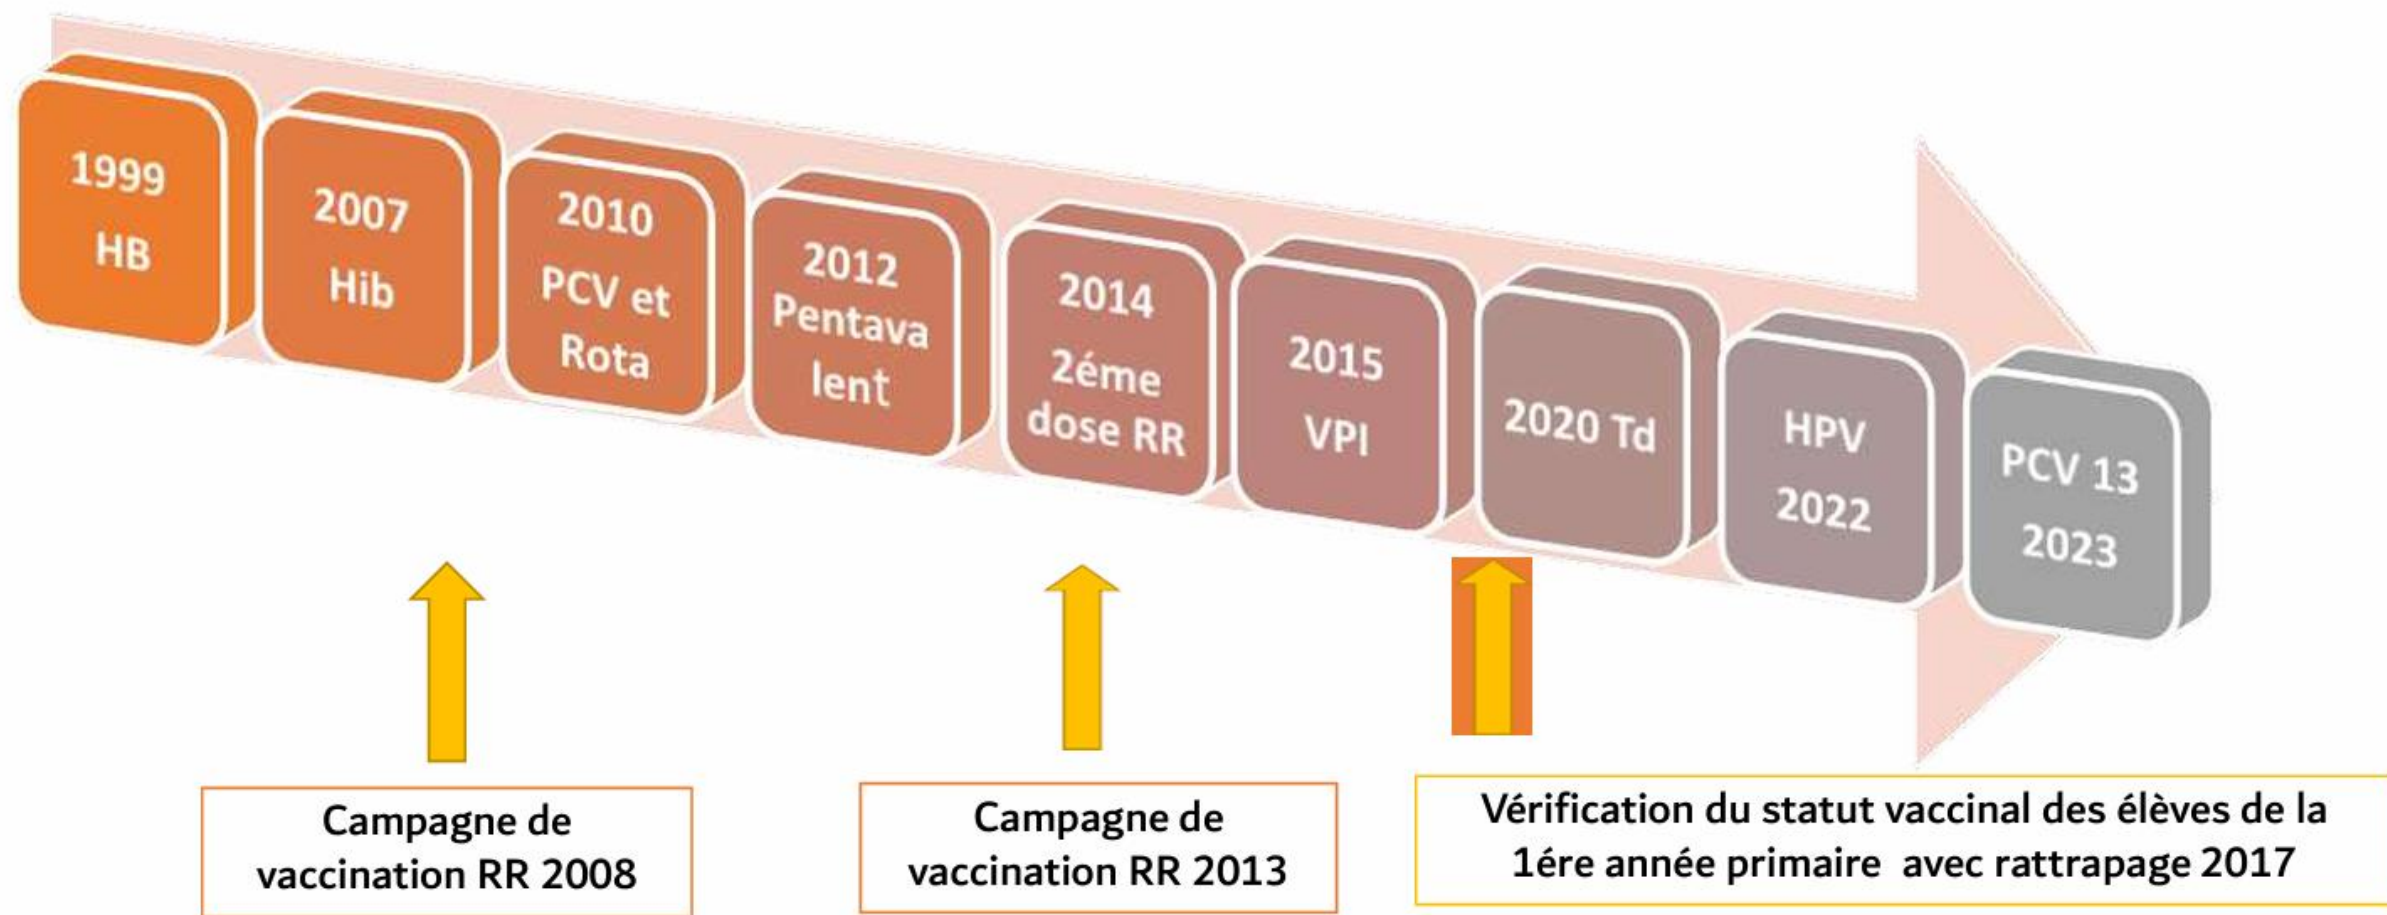 1999
HB
2007
Hib
2010
PCV et
Rota
2012
Pentava
lent
2014
2éme
dose RR
2015
VPI
2020 Td
HPV
2022
PCV 13
2023
Campagne de
vaccination RR 2008
Campagne de
vaccination RR 2013
Vérification du statut vaccinal des élèves de la
1ére année primaire avec rattrapage 2017